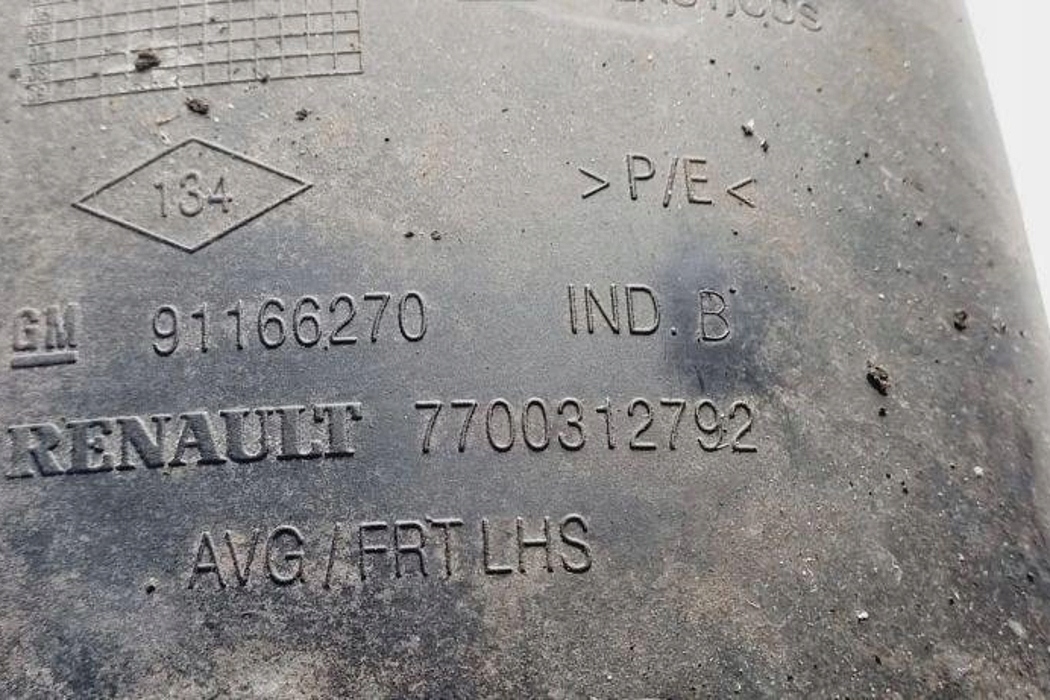 134
>P/E<
GM 91166270 IND. B
RENAULT 7700312792
AVG/FRT LHS